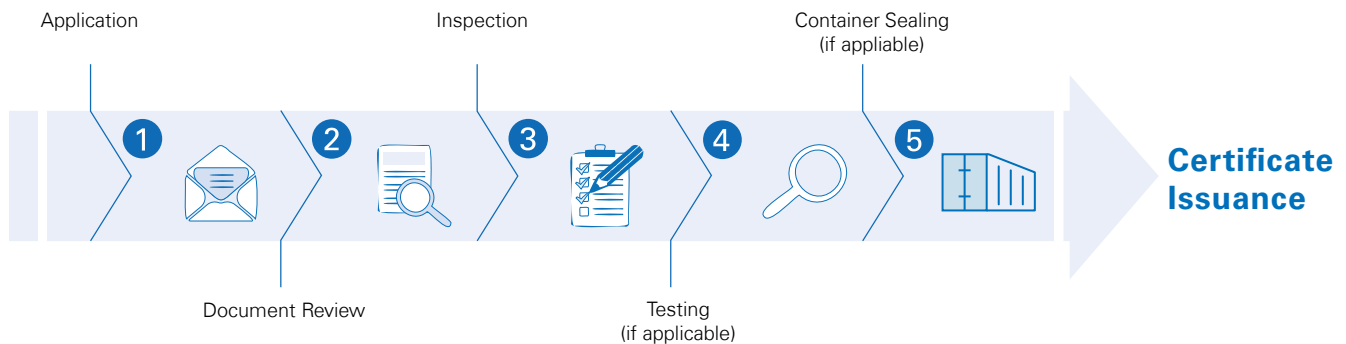 Application
Inspection
Container Sealing
(if appliable)
1
2
3
4
5
Certificate
Issuance
Document Review
Testing
(if applicable)